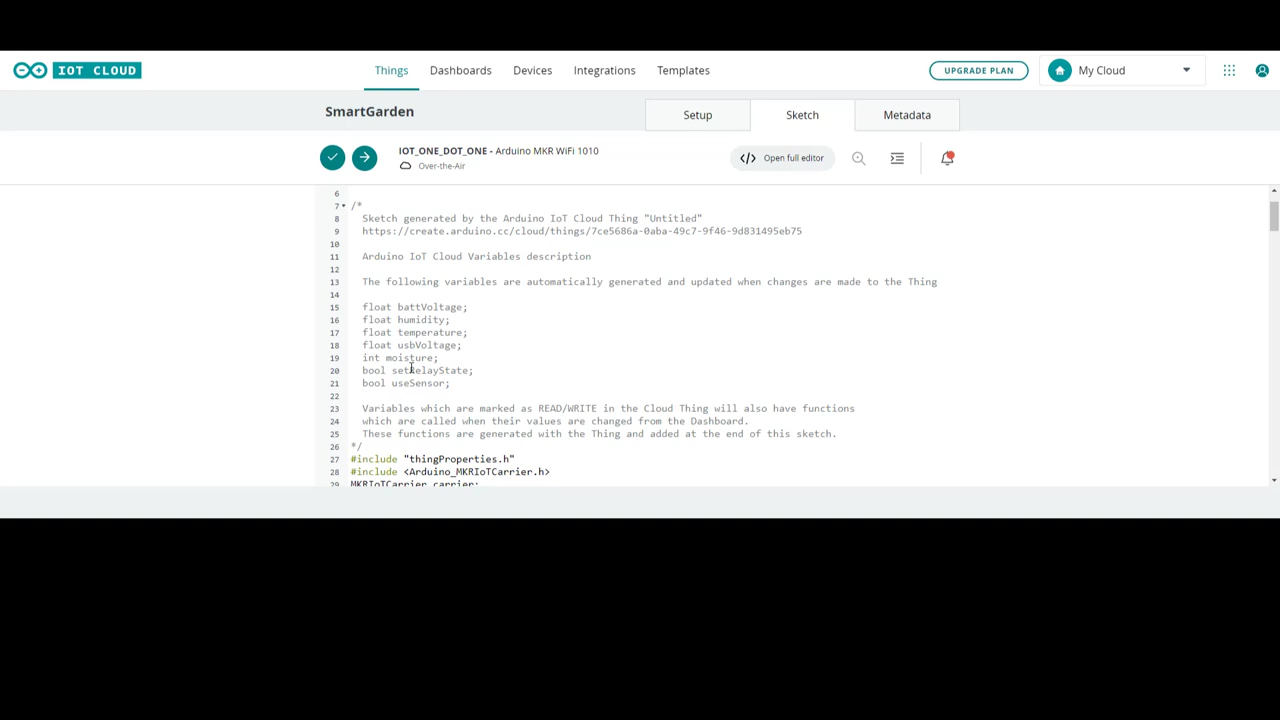 IOT CLOUD
Things
Dashboards
Devices
Integrations
Templates
UPGRADE PLAN
My Cloud
SmartGarden
Setup
Sketch
Metadata
IOT_ONE_DOT_ONE - Arduino MKR WiFi 1010
Over-the-Air
</> Open full editor
6
7 /*
8 Sketch generated by the Arduino IoT Cloud Thing "Untitled"
9 https://create.arduino.cc/cloud/things/7ce5686a-0aba-49c7-9f46-9d831495eb75
10
11 Arduino IoT Cloud Variables description
12
13 The following variables are automatically generated and updated when changes are made to the Thing
14
15 float battVoltage;
16 float humidity;
17 float temperature;
18 float usbVoltage;
19 int moisture;
20 bool setRelayState;
21 bool useSensor;
22
23 Variables which are marked as READ/WRITE in the Cloud Thing will also have functions
24 which are called when their values are changed from the Dashboard.
25 These functions are generated with the Thing and added at the end of this sketch.
26 */
27 #include "thingProperties.h"
28 #include <Arduino_MKRIoTCarrier.h>
29 MKRIoTCarrier carrier;